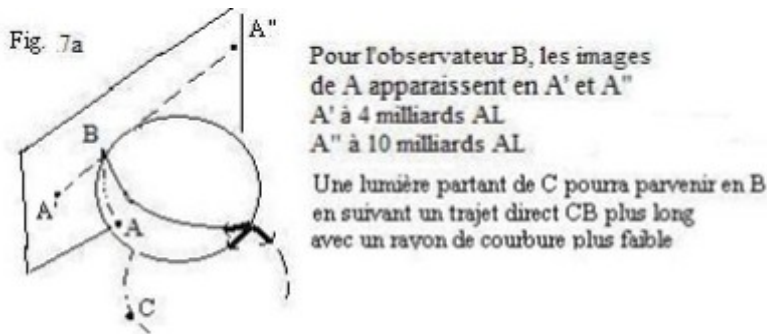 Fig. 7a
A"
B
A'
A
C
Pour l'observateur B, les images
de A apparaissent en A' et A"
A' à 4 milliards AL
A" à 10 milliards AL
Une lumière partant de C pourra parvenir en B
en suivant un trajet direct CB plus long
avec un rayon de courbure plus faible